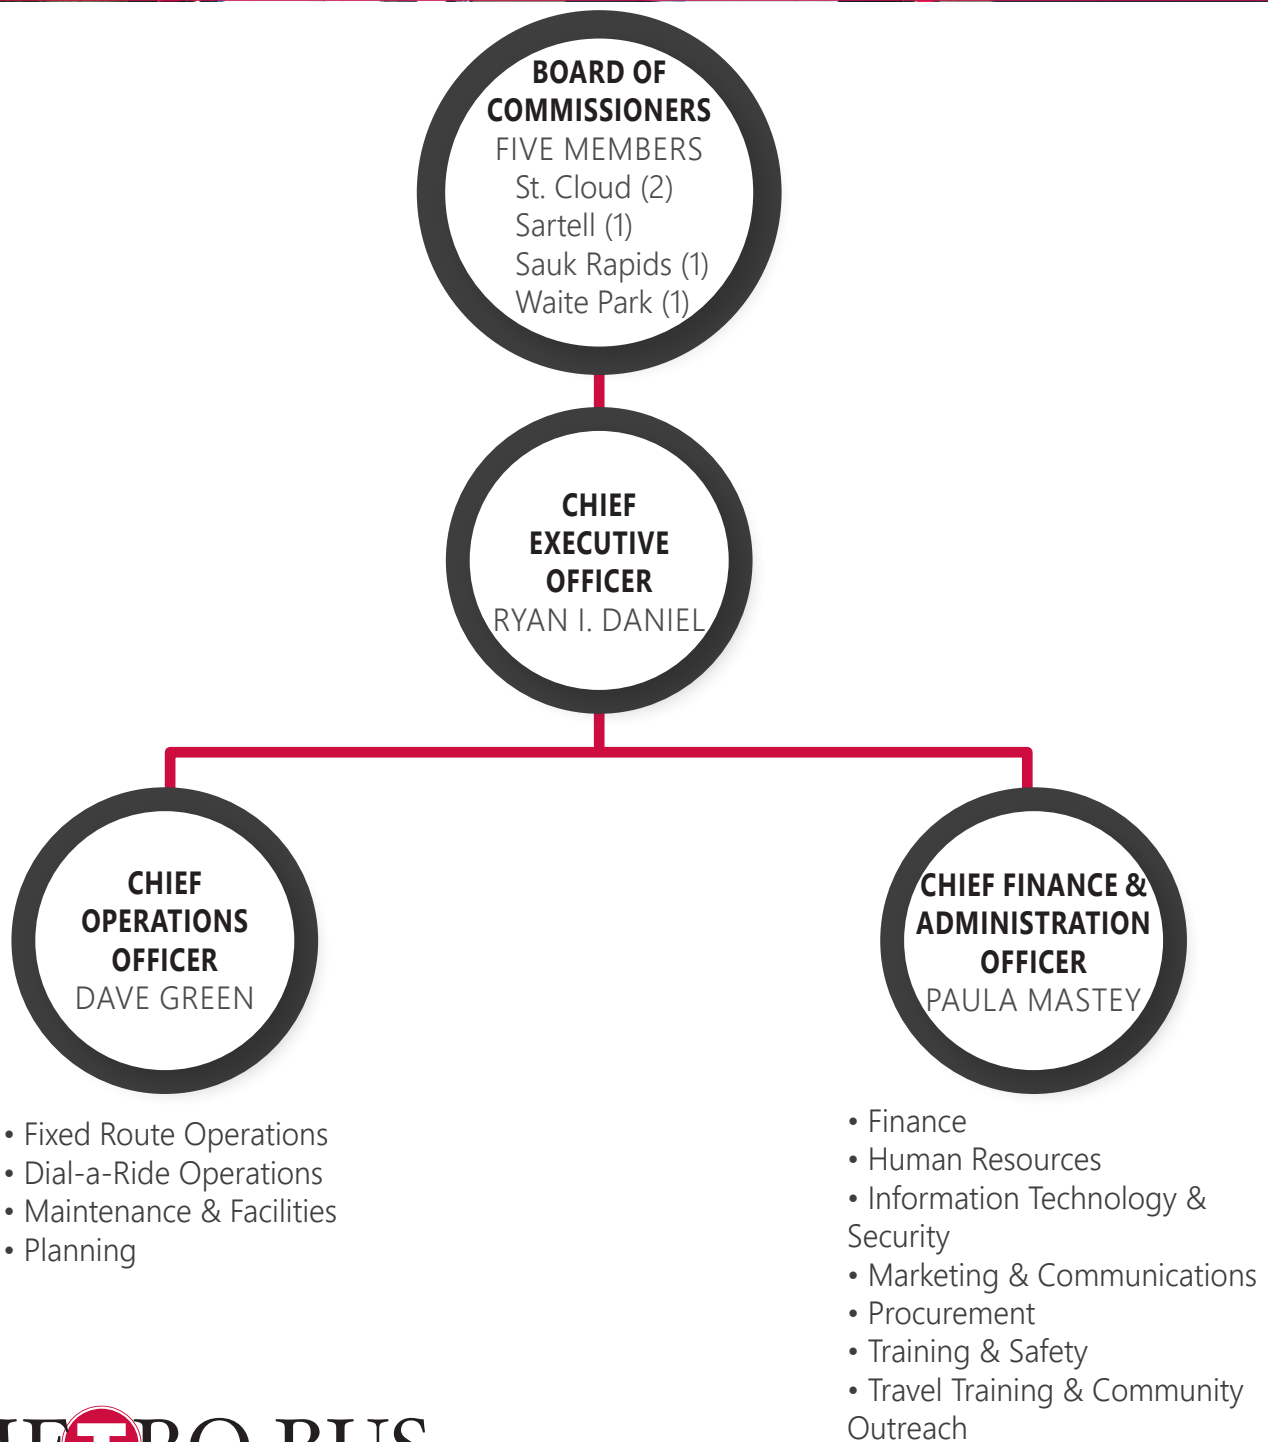 BOARD OF
COMMISSIONERS
FIVE MEMBERS
St. Cloud (2)
Sartell (1)
Sauk Rapids (1)
Waite Park (1)
CHIEF
EXECUTIVE
OFFICER
RYAN I. DANIEL
CHIEF
OPERATIONS
OFFICER
DAVE GREEN
• Fixed Route Operations
• Dial-a-Ride Operations
• Maintenance & Facilities
• Planning
CHIEF FINANCE &
ADMINISTRATION
OFFICER
PAULA MASTEY
• Finance
• Human Resources
• Information Technology &
Security
• Marketing & Communications
• Procurement
• Training & Safety
• Travel Training & Community
Outreach
BUS